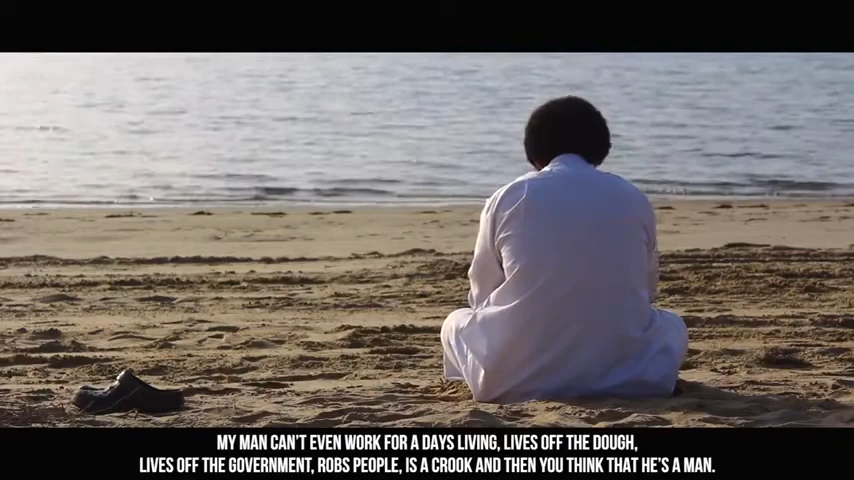 MY MAN CAN'T EVEN WORK FOR A DAYS LIVING, LIVES OFF THE DOUGH,
LIVES OFF THE GOVERNMENT, ROBS PEOPLE, IS A CROOK AND THEN YOU THINK THAT HE'S A MAN.